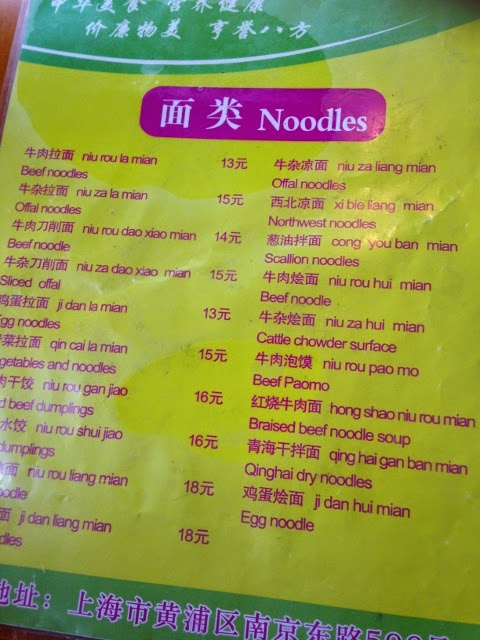 中华美食 营养健康
价廉物美 享誉八方
面 类 Noodles
牛肉拉面 niu rou la mian 13元
Beef noodles
牛杂拉面 niu za la mian 15元
Offal noodles
牛肉刀削面 niu rou dao xiao mian 14元
Beef noodle
牛杂刀削面 niu za dao xiao mian 15元
Sliced offal
鸡蛋拉面 ji dan la mian 13元
Egg noodles
菜拉面 qin cai la mian 15元
and noodles
肉干饺 niu rou gan jiao 16元
beef dumplings
水饺 niu rou shui jiao 16元
dumplings
面 niu rou liang mian 18元
面 ji dan liang mian 18元
牛杂凉面 niu za liang mian
Offal noodles
西北凉面 xi bie liang mian
Northwest noodles
葱油拌面 cong you ban mian
Scallion noodles
牛肉烩面 niu rou hui mian
Beef noodle
牛杂烩面 niu za hui mian
Cattle chowder surface
牛肉泡馍 niu rou pao mo
Beef Paomo
红烧牛肉面 hong shao niu rou mian
Braised beef noodle soup
青海干拌面 qing hai gan ban mian
Qinghai dry noodles
鸡蛋烩面 ji dan hui mian
Egg noodle
地址：上海市黄浦区南京东路